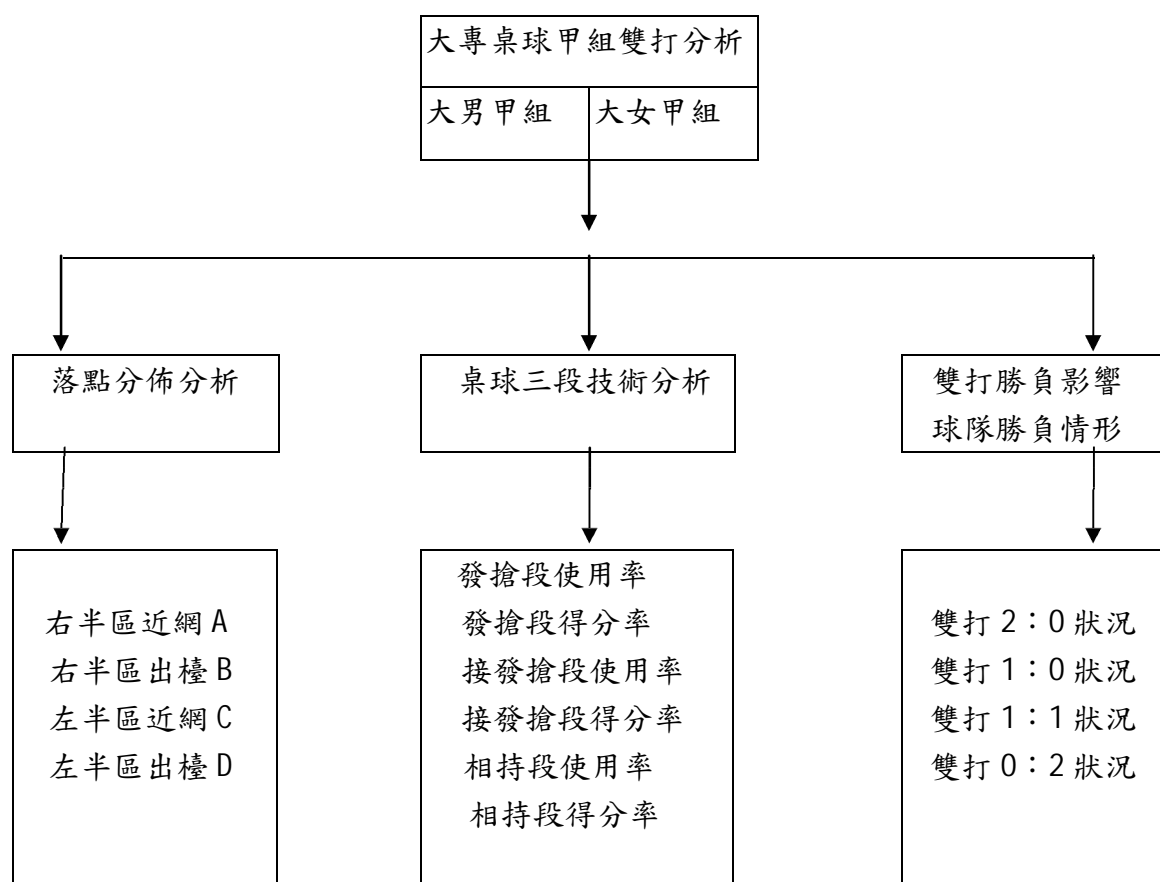 大專桌球甲組雙打分析
大男甲組
大女甲組
落點分佈分析
桌球三段技術分析
雙打勝負影響
球隊勝負情形
右半區近網A
右半區出檯B
左半區近網C
左半區出檯D
發搶段使用率
發搶段得分率
接發搶段使用率
接發搶段得分率
相持段使用率
相持段得分率
雙打2：0狀況
雙打1：0狀況
雙打1：1狀況
雙打0：2狀況